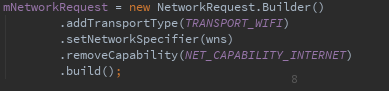 mNetworkRequest = new NetworkRequest.Builder()
.addTransportType(TRANSPORT_WIFI)
.setNetworkSpecifier(wns)
.removeCapability(NET_CAPABILITY_INTERNET)
.build();
8